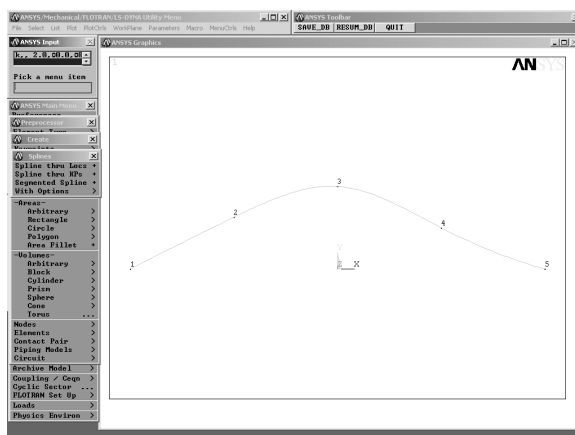 ANSYS/Mechanical/FLOTRAN/LS-DYNA Utility Menu
File Select List Plot PlotCtrls WorkPlane Parameters Macro MenuCtrls Help
ANSYS Toolbar
SAVE_DB RESUM_DB QUIT
ANSYS Input
Pick a menu item
ANSYS Main Menu
Preprocessor
Create
Splines
Spline thru Locs +
Spline thru KPs +
Segmented Spline +
With Options >
-Areas-
Arbitrary >
Rectangle >
Circle >
Polygon >
Area Fillet +
-Volumes-
Arbitrary >
Block >
Cylinder >
Prism >
Sphere >
Cone >
Torus ...
Nodes >
Elements >
Contact Pair >
Piping Models >
Circuit >
Archive Model >
Coupling / Ceqn >
Cyclic Sector ...
FLOTRAN Set Up >
Loads >
Physics Environ >
ANSYS Graphics
1
ANSYS
3
2
4
Y
1
Z X
5